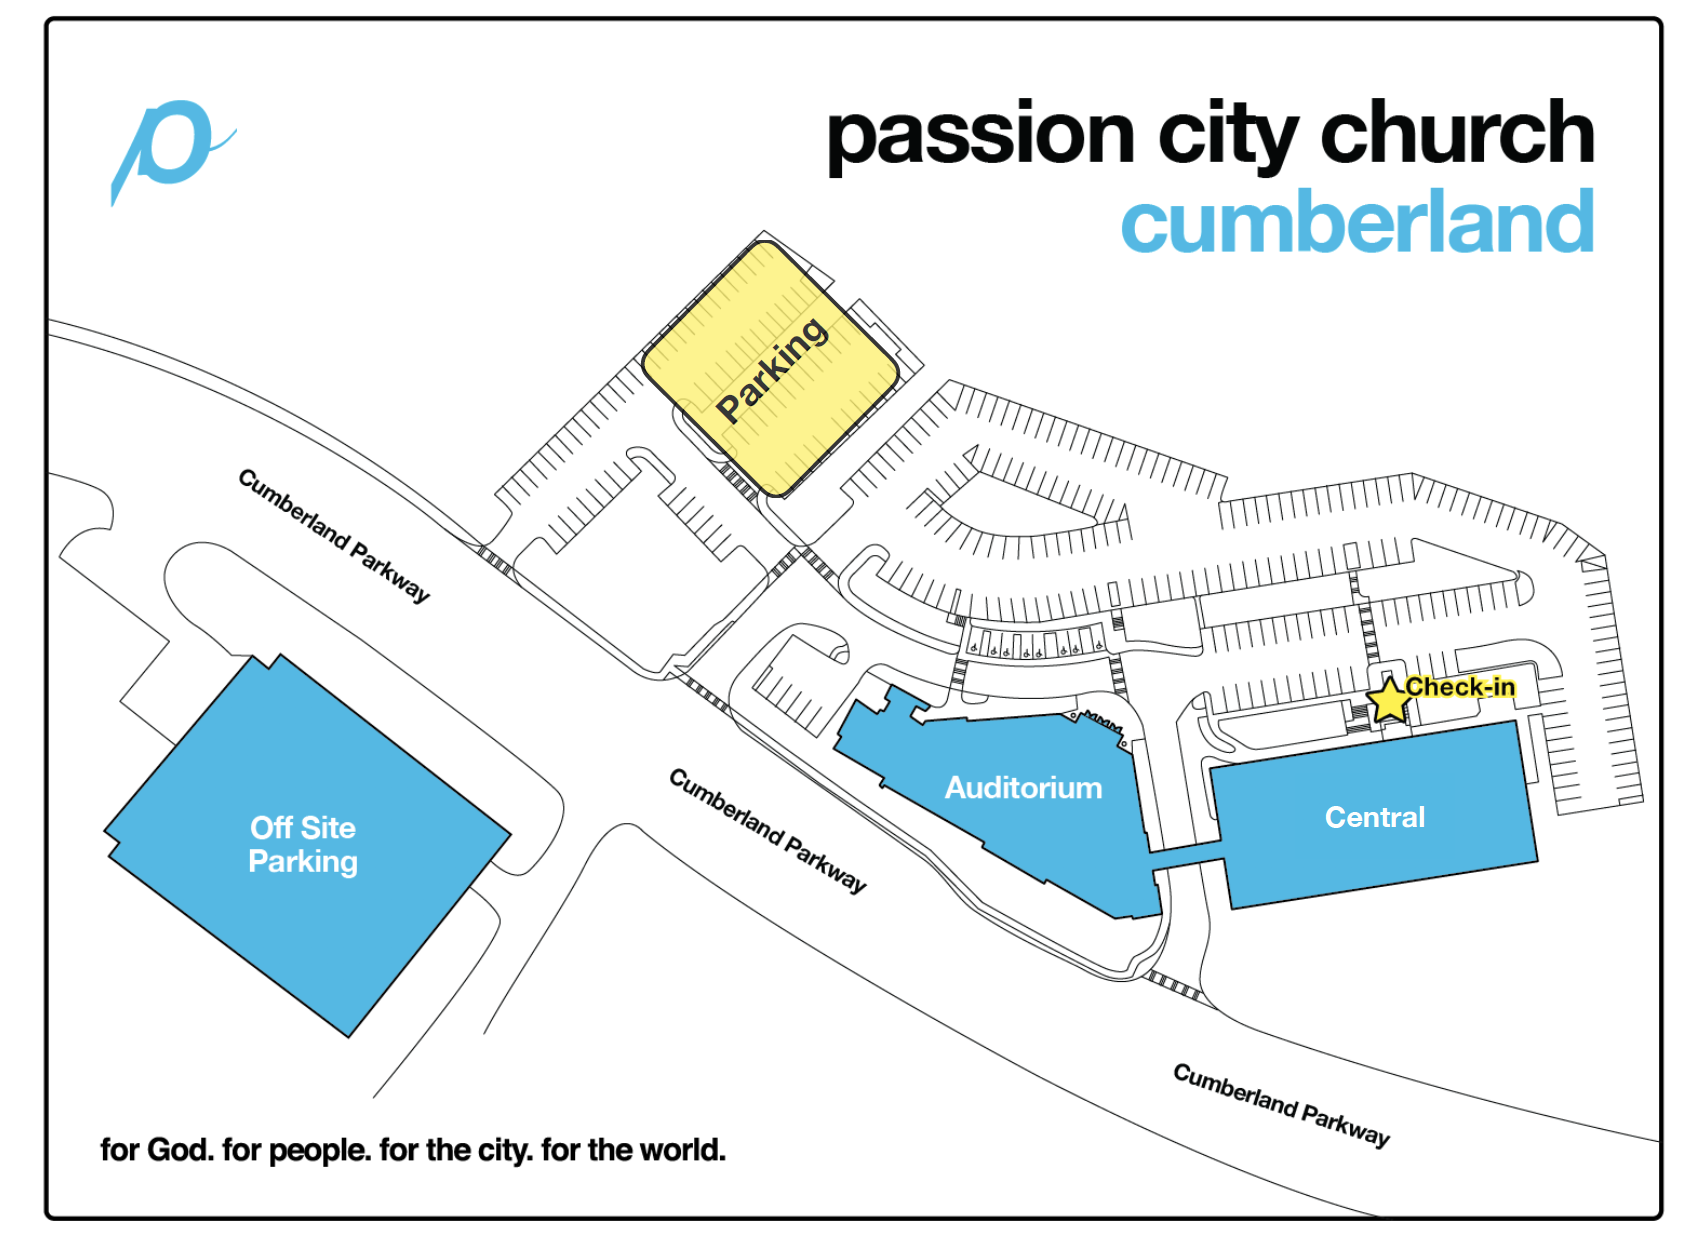 passion city church
cumberland
Parking
Cumberland Parkway
Check-in
Auditorium
Central
Off Site
Parking
Cumberland Parkway
Cumberland Parkway
for God. for people. for the city. for the world.